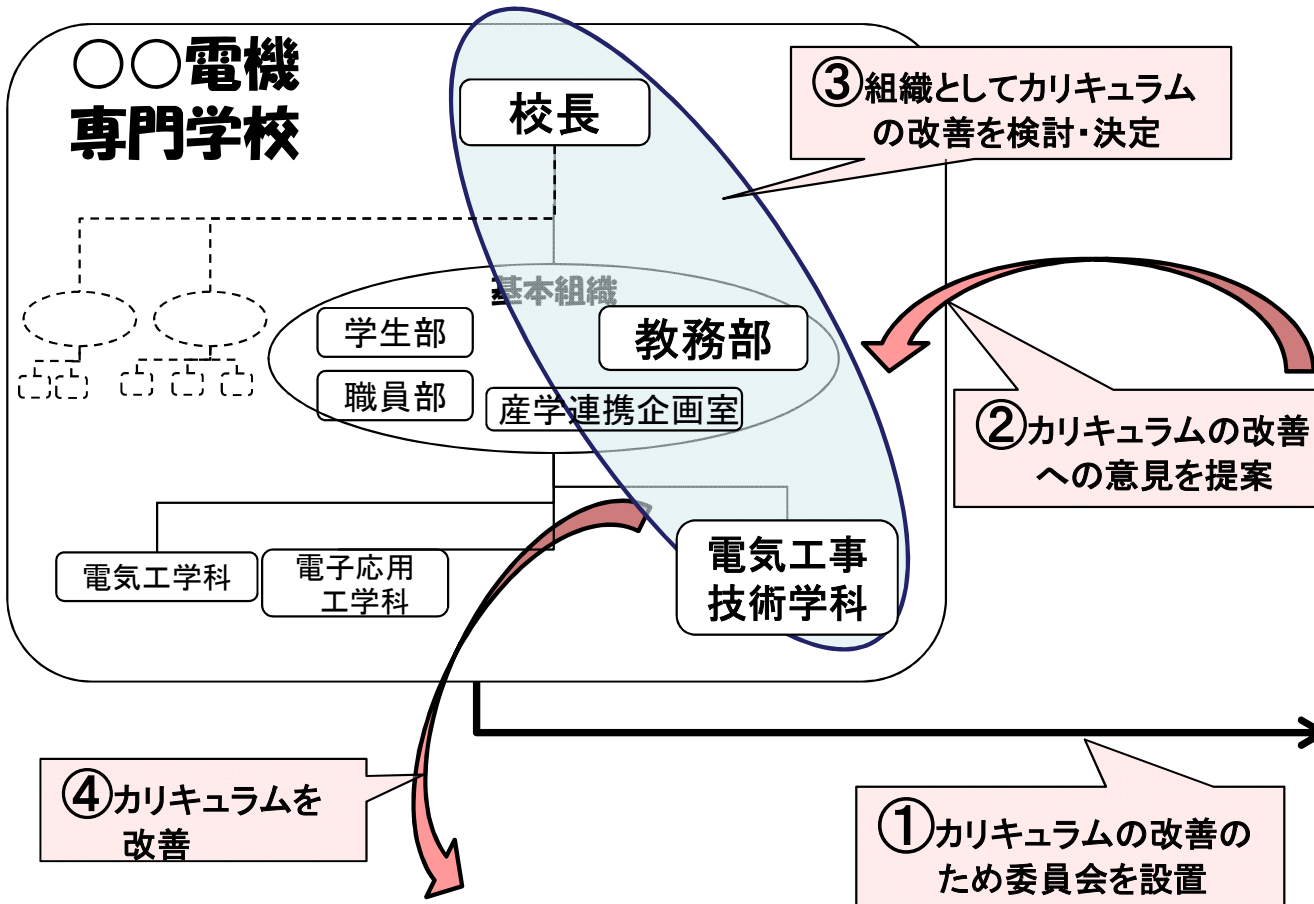 ○○電機
専門学校
校長
③組織としてカリキュラム
の改善を検討・決定
基本組織
学生部
教務部
職員部
産学連携企画室
②カリキュラムの改善
への意見を提案
電気工学科
電子応用
工学科
電気工事
技術学科
④カリキュラムを
改善
①カリキュラムの改善の
ため委員会を設置